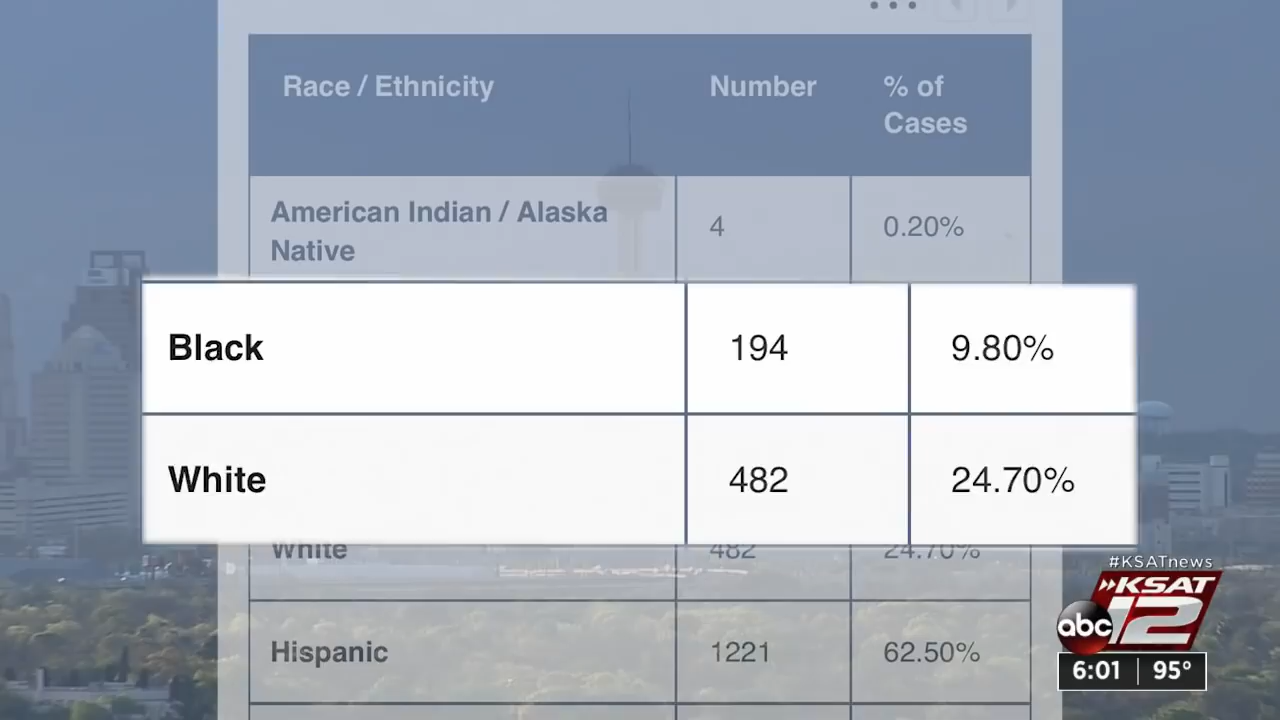 Race / Ethnicity Number % of
Cases
American Indian / Alaska
Native
4 0.20%
Black 194 9.80%
White 482 24.70%
White 482 24.70%
Hispanic 1221 62.50%
#KSATnews
KSAT
abc 12
6:01 95°